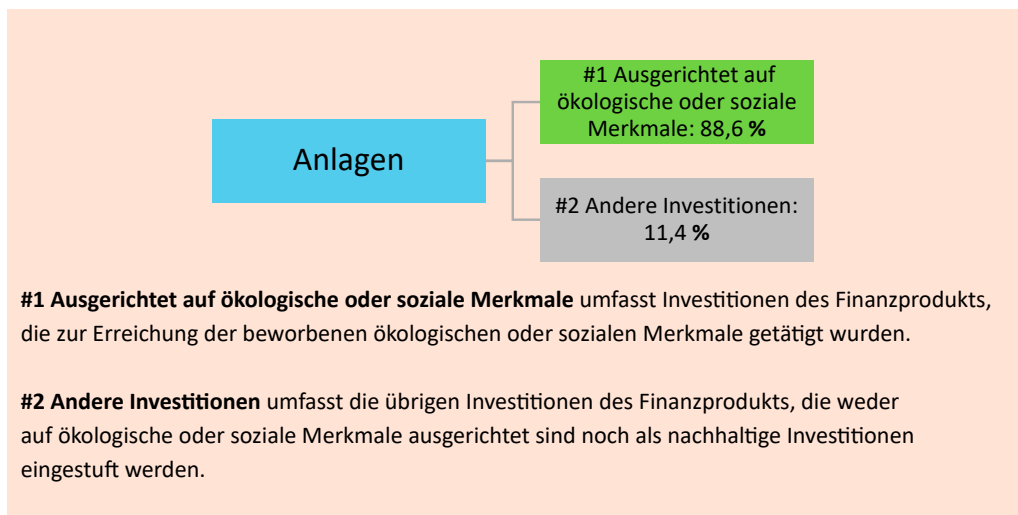 #1 Ausgerichtet auf
ökologische oder soziale
Merkmale: 88,6 %
Anlagen
#2 Andere Investitionen:
11,4 %
#1 Ausgerichtet auf ökologische oder soziale Merkmale umfasst Investitionen des Finanzprodukts,
die zur Erreichung der beworbenen ökologischen oder sozialen Merkmale getätigt wurden.
#2 Andere Investitionen umfasst die übrigen Investitionen des Finanzprodukts, die weder
auf ökologische oder soziale Merkmale ausgerichtet sind noch als nachhaltige Investitionen
eingestuft werden.